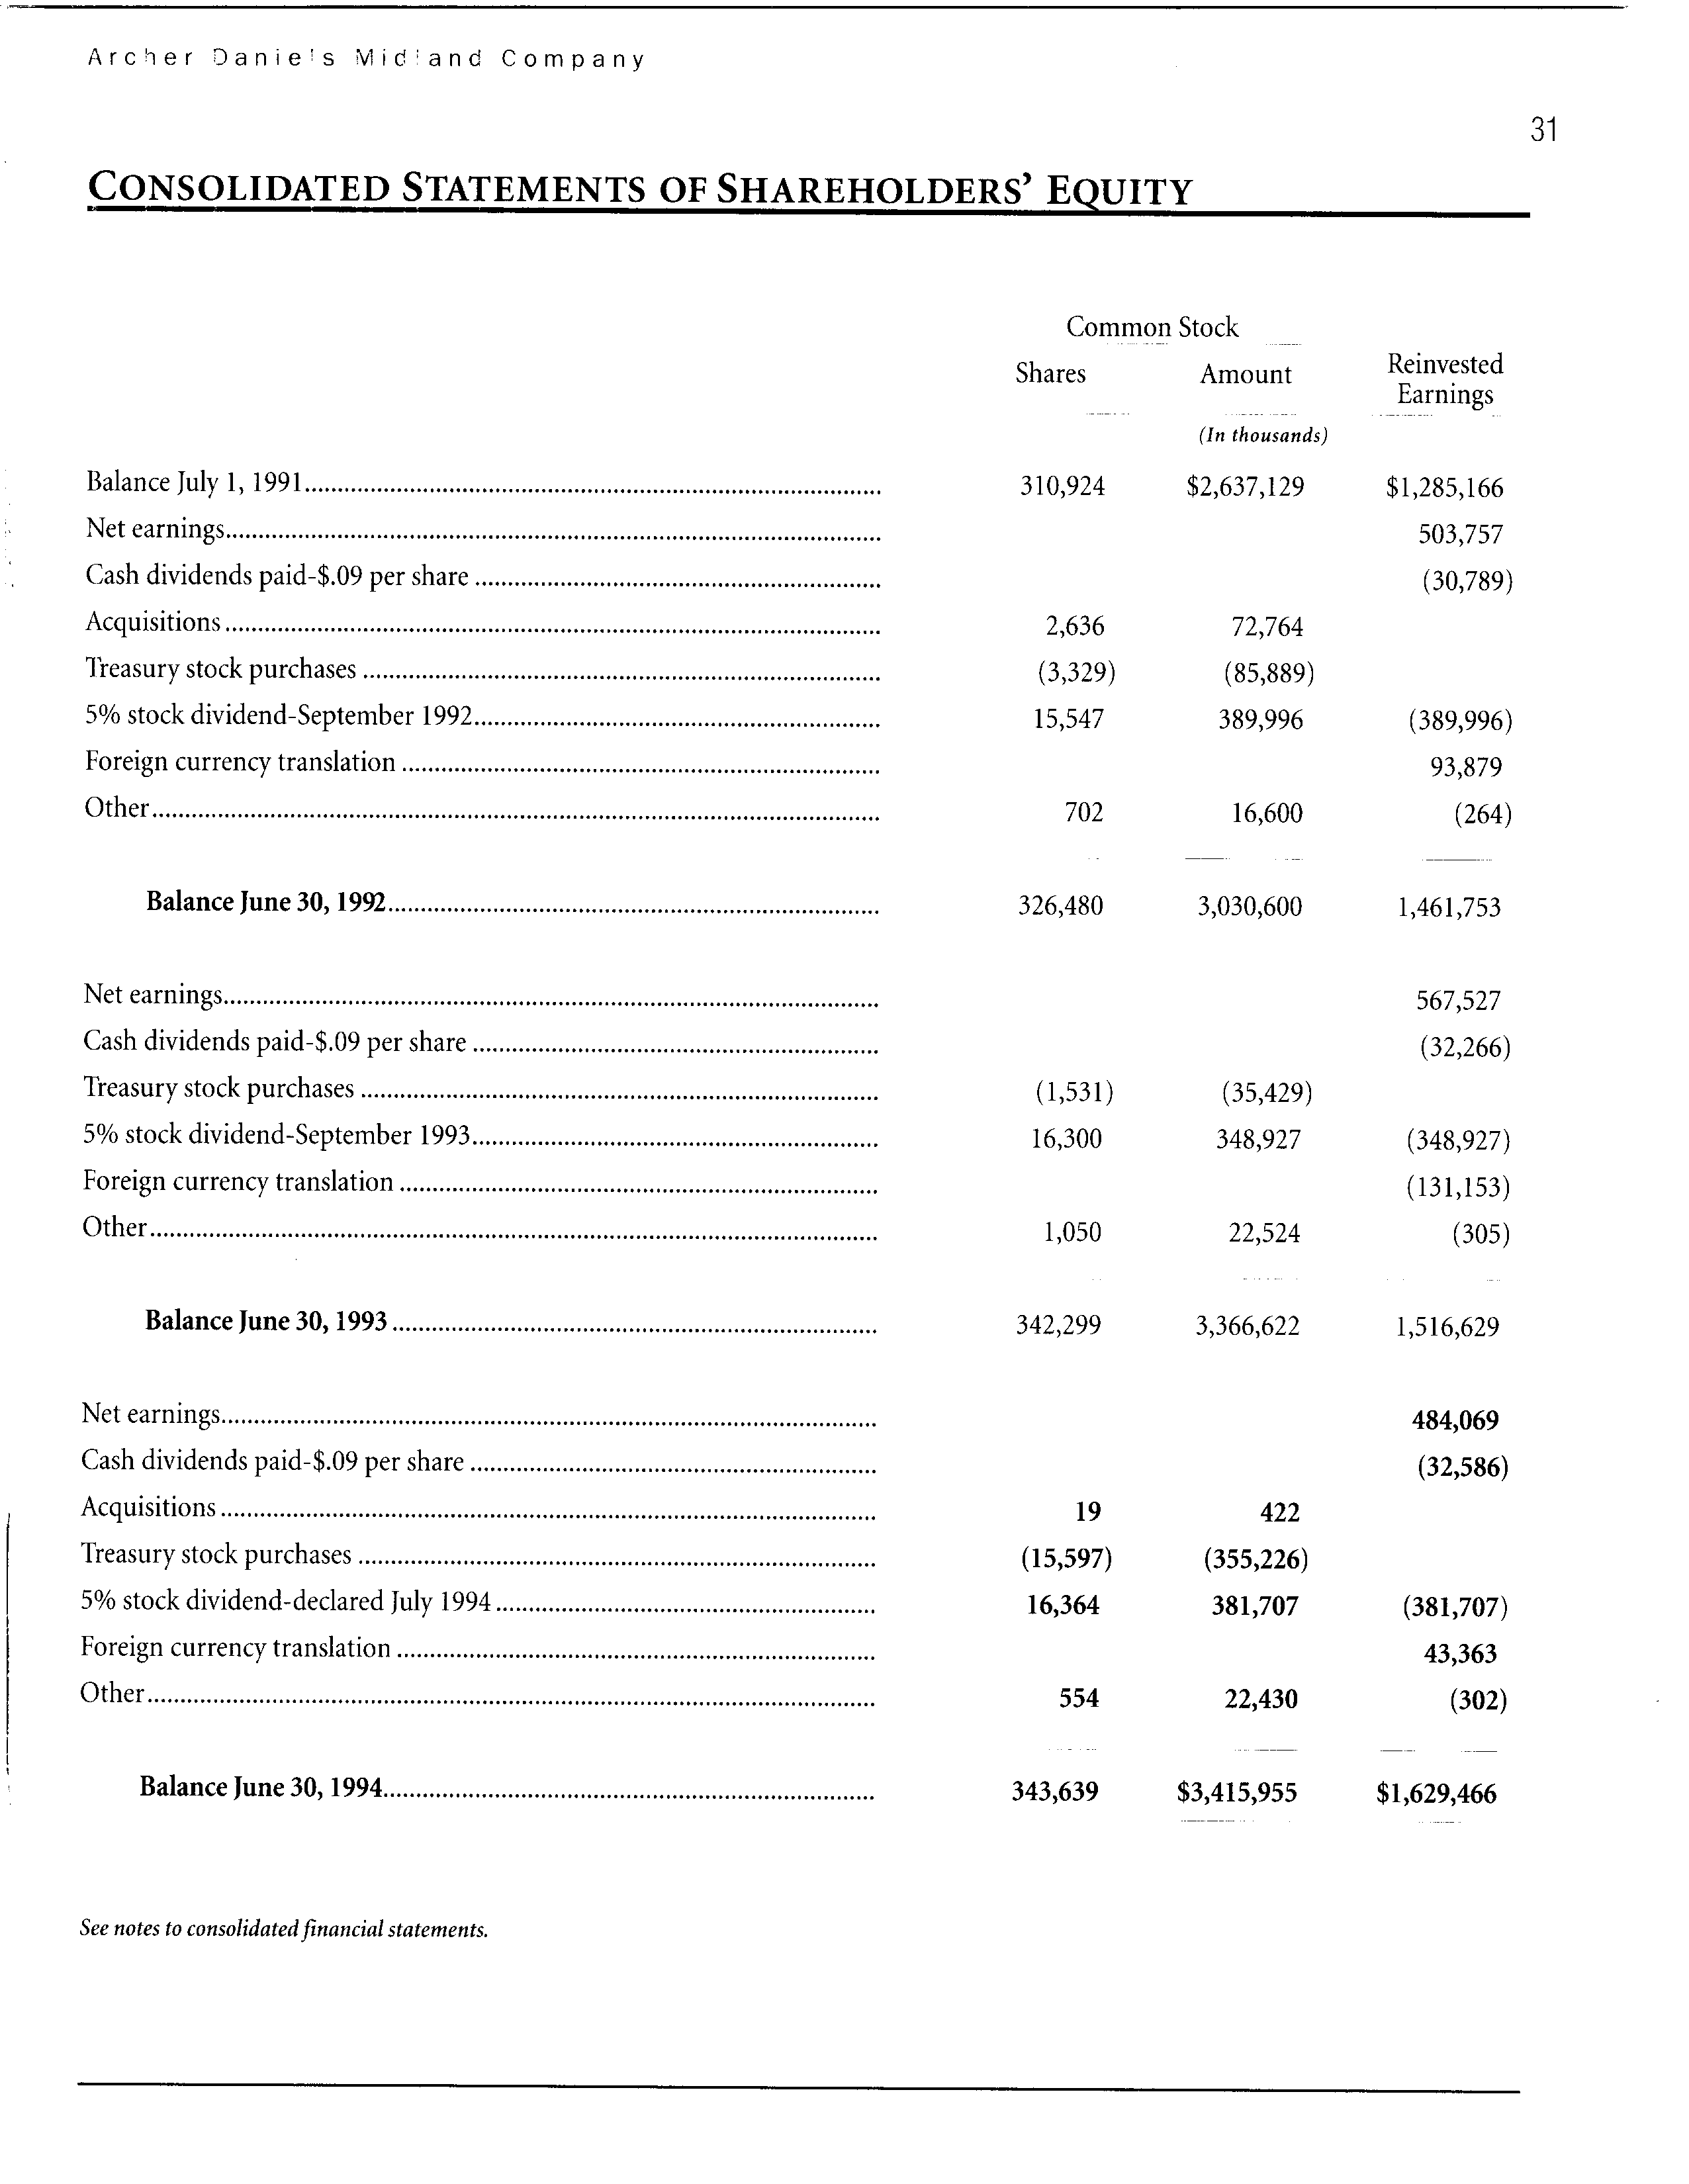 Archer Daniels Midland Company
31
CONSOLIDATED STATEMENTS OF SHAREHOLDERS' EQUITY
Common Stock
Shares Amount Reinvested Earnings
(In thousands)
Balance July 1, 1991 310,924 $2,637,129 $1,285,166
Net earnings 503,757
Cash dividends paid-$.09 per share (30,789)
Acquisitions 2,636 72,764
Treasury stock purchases (3,329) (85,889)
5% stock dividend-September 1992 15,547 389,996 (389,996)
Foreign currency translation 93,879
Other 702 16,600 (264)
Balance June 30, 1992 326,480 3,030,600 1,461,753
Net earnings 567,527
Cash dividends paid-$.09 per share (32,266)
Treasury stock purchases (1,531) (35,429)
5% stock dividend-September 1993 16,300 348,927 (348,927)
Foreign currency translation (131,153)
Other 1,050 22,524 (305)
Balance June 30, 1993 342,299 3,366,622 1,516,629
Net earnings 484,069
Cash dividends paid-$.09 per share (32,586)
Acquisitions 19 422
Treasury stock purchases (15,597) (355,226)
5% stock dividend-declared July 1994 16,364 381,707 (381,707)
Foreign currency translation 43,363
Other 554 22,430 (302)
Balance June 30, 1994 343,639 $3,415,955 $1,629,466
See notes to consolidated financial statements.